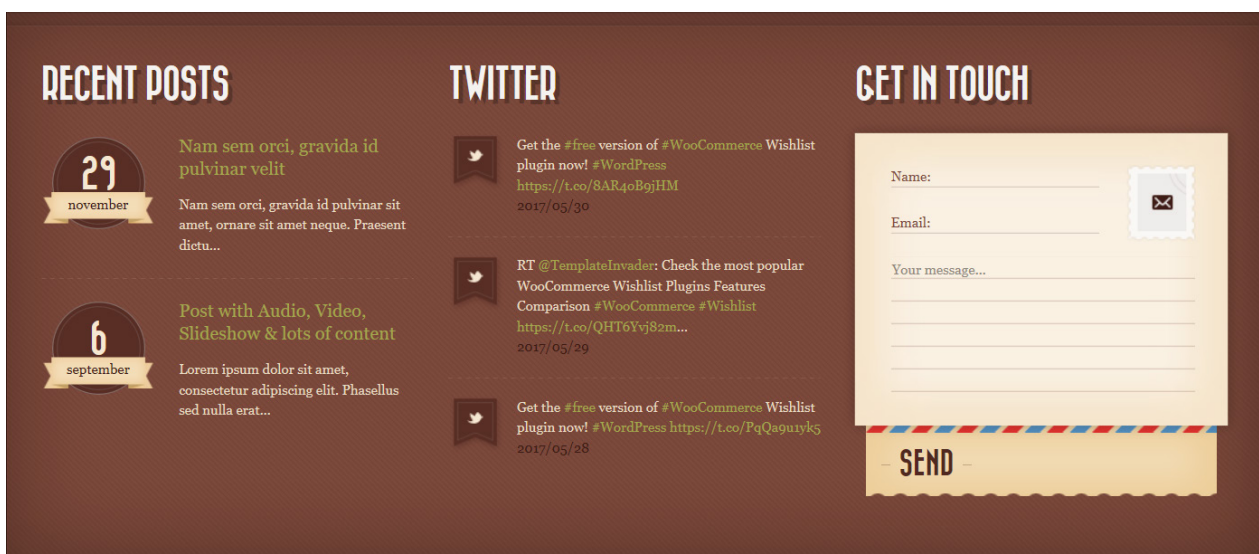 RECENT POSTS
29
november
Nam sem orci, gravida id
pulvinar velit
Nam sem orci, gravida id pulvinar sit
amet, ornare sit amet neque. Praesent
dictu...
6
september
Post with Audio, Video,
Slideshow & lots of content
Lorem ipsum dolor sit amet,
consectetur adipiscing elit. Phasellus
sed nulla erat...
TWITTER
Get the #free version of #WooCommerce Wishlist
plugin now! #WordPress
https://t.co/8AR4oB9jHM
2017/05/30
RT @TemplateInvader: Check the most popular
WooCommerce Wishlist Plugins Features
Comparison #WooCommerce #Wishlist
https://t.co/QHT6Yvj82m...
2017/05/29
Get the #free version of #WooCommerce Wishlist
plugin now! #WordPress https://t.co/PqQa9u1yk5
2017/05/28
GET IN TOUCH
Name:
Email:
Your message...
– SEND –